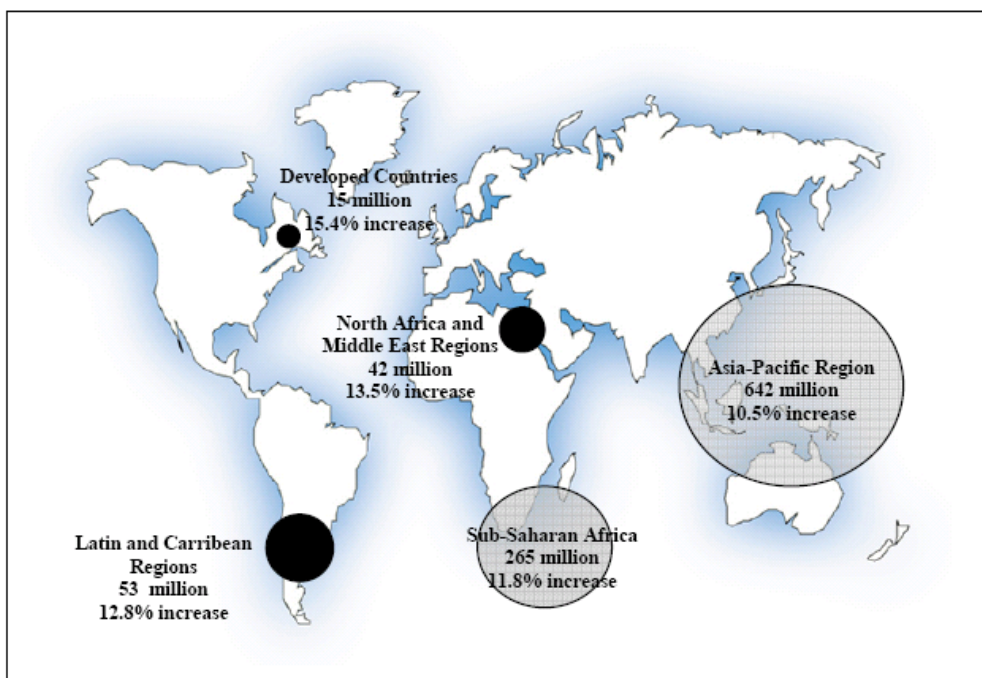 Developed Countries
15 million
15.4% increase
North Africa and
Middle East Regions
42 million
13.5% increase
Asia-Pacific Region
642 million
10.5% increase
Latin and Carribean
Regions
53 million
12.8% increase
Sub-Saharan Africa
265 million
11.8% increase